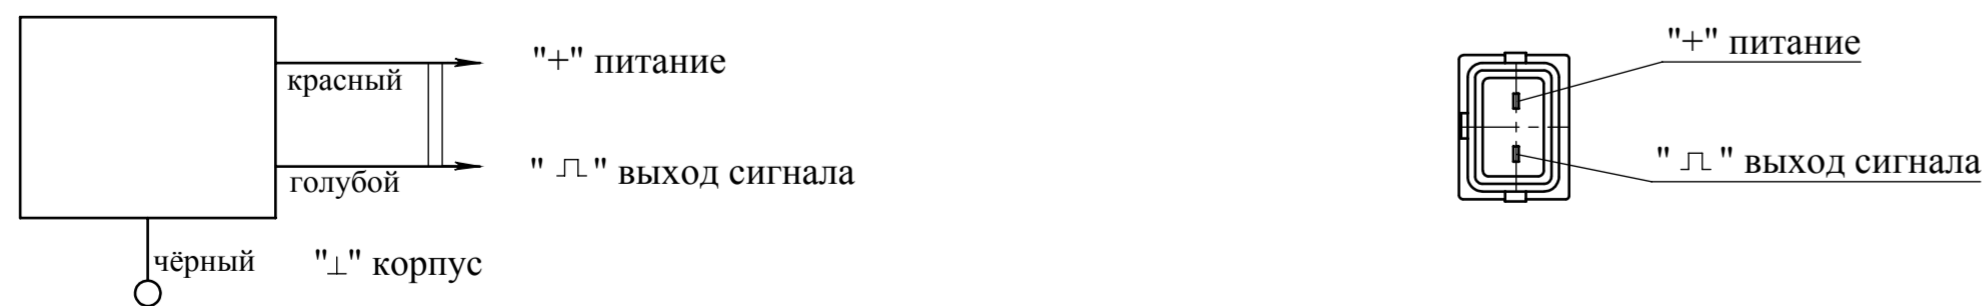 красный
"+" питание
голубой
" ⎍ " выход сигнала
чёрный
"⊥" корпус
"+" питание
" ⎍ " выход сигнала